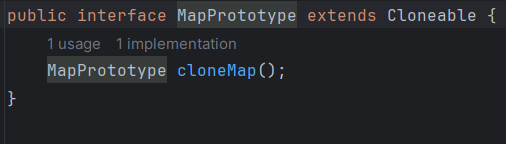 public interface MapPrototype extends Cloneable {
1 usage 1 implementation
MapPrototype cloneMap();
}